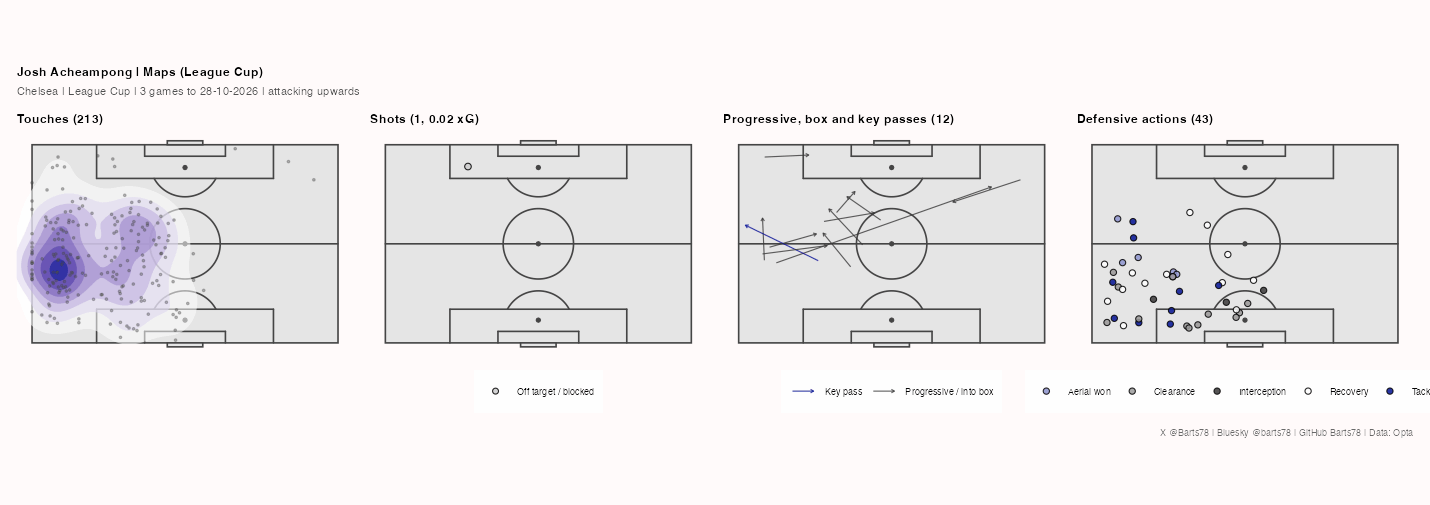 Josh Acheampong | Maps (League Cup)
Chelsea | League Cup | 3 games to 28-10-2026 | attacking upwards
Touches (213)
Shots (1, 0.02 xG)
Progressive, box and key passes (12)
Defensive actions (43)
Off target / blocked
Key pass
Progressive / into box
Aerial won
Clearance
Interception
Recovery
Tack
X @Barts78 | Bluesky @barts78 | GitHub Barts78 | Data: Opta